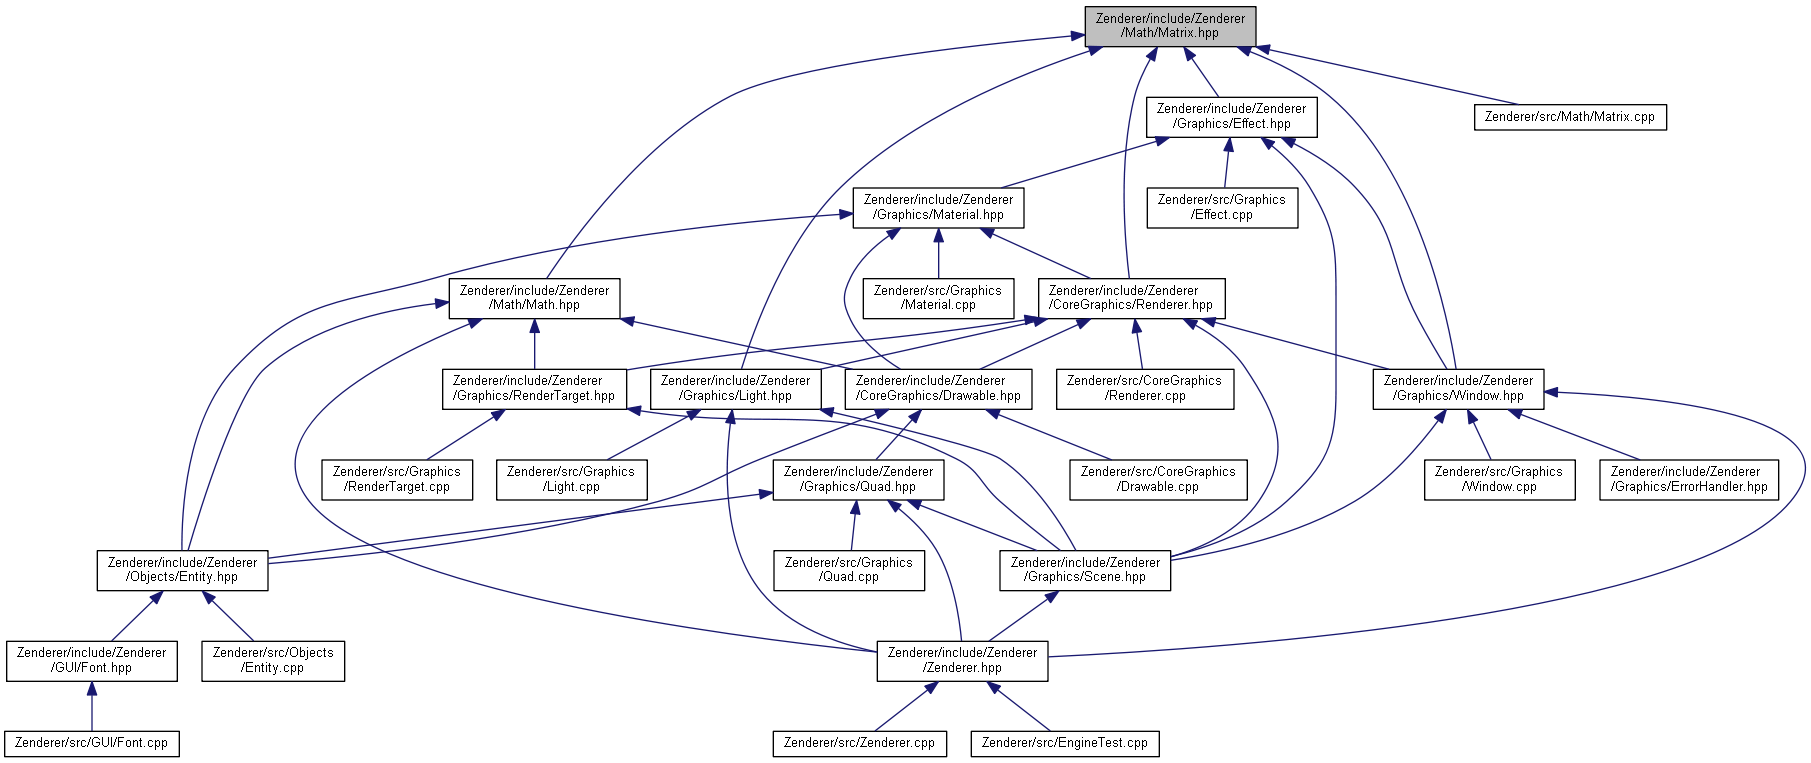 Zenderer/include/Zenderer
/Math/Matrix.hpp
Zenderer/include/Zenderer
/Graphics/Effect.hpp
Zenderer/src/Math/Matrix.cpp
Zenderer/include/Zenderer
/Graphics/Material.hpp
Zenderer/src/Graphics
/Effect.cpp
Zenderer/include/Zenderer
/Math/Math.hpp
Zenderer/src/Graphics
/Material.cpp
Zenderer/include/Zenderer
/CoreGraphics/Renderer.hpp
Zenderer/include/Zenderer
/Graphics/RenderTarget.hpp
Zenderer/include/Zenderer
/Graphics/Light.hpp
Zenderer/include/Zenderer
/CoreGraphics/Drawable.hpp
Zenderer/src/CoreGraphics
/Renderer.cpp
Zenderer/include/Zenderer
/Graphics/Window.hpp
Zenderer/src/Graphics
/RenderTarget.cpp
Zenderer/src/Graphics
/Light.cpp
Zenderer/include/Zenderer
/Graphics/Quad.hpp
Zenderer/src/CoreGraphics
/Drawable.cpp
Zenderer/src/Graphics
/Window.cpp
Zenderer/include/Zenderer
/Graphics/ErrorHandler.hpp
Zenderer/include/Zenderer
/Objects/Entity.hpp
Zenderer/src/Graphics
/Quad.cpp
Zenderer/include/Zenderer
/Graphics/Scene.hpp
Zenderer/include/Zenderer
/GUI/Font.hpp
Zenderer/src/Objects
/Entity.cpp
Zenderer/include/Zenderer
/Zenderer.hpp
Zenderer/src/GUI/Font.cpp
Zenderer/src/Zenderer.cpp
Zenderer/src/EngineTest.cpp